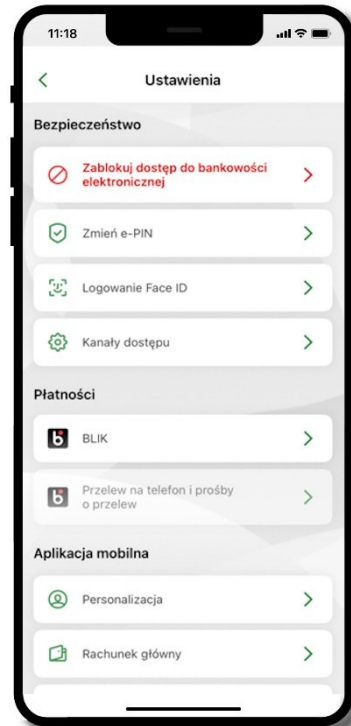 11:18
Ustawienia
Bezpieczeństwo
Zablokuj dostęp do bankowości
elektronicznej
Zmień e-PIN
Logowanie Face ID
Kanały dostępu
Płatności
BLIK
Przelew na telefon i prośby
o przelew
Aplikacja mobilna
Personalizacja
Rachunek główny